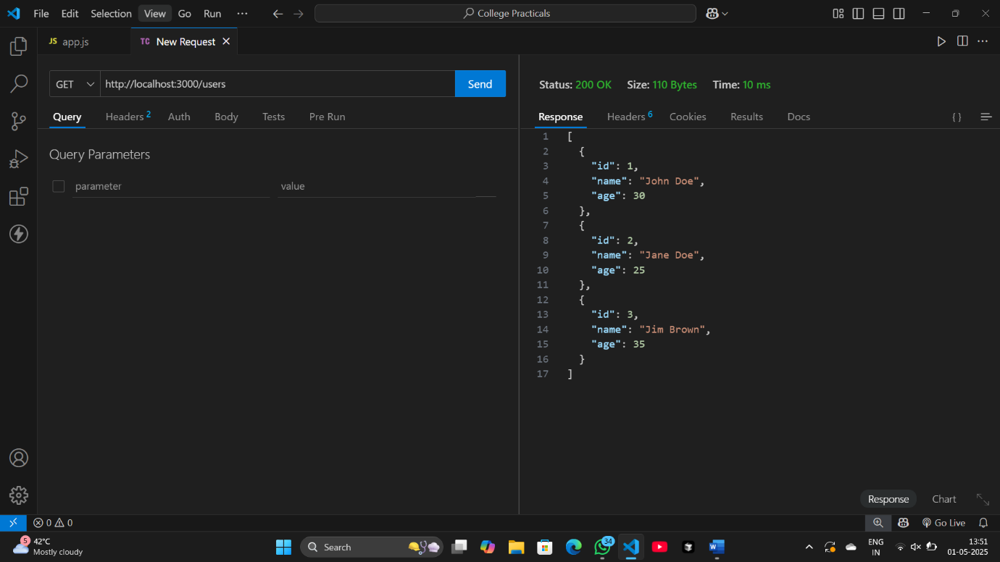 File Edit Selection View Go Run ··· College Practicals
JS app.js TC New Request
GET http://localhost:3000/users Send
Status: 200 OK Size: 110 Bytes Time: 10 ms
Query Headers 2 Auth Body Tests Pre Run
Response Headers 6 Cookies Results Docs { }
Query Parameters
parameter value
1 [
2 {
3 "id": 1,
4 "name": "John Doe",
5 "age": 30
6 },
7 {
8 "id": 2,
9 "name": "Jane Doe",
10 "age": 25
11 },
12 {
13 "id": 3,
14 "name": "Jim Brown",
15 "age": 35
16 }
17 ]
Response Chart
0 0 Go Live
5 42°C
Mostly cloudy
Search
34
W
ENG
IN
13:51
01-05-2025